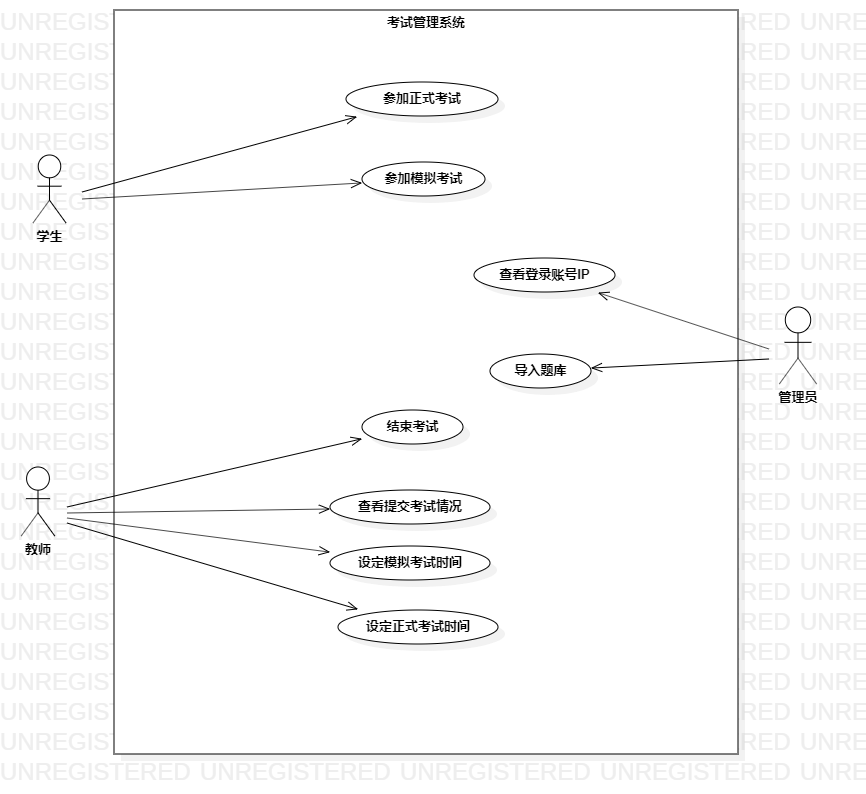 考试管理系统
参加正式考试
参加模拟考试
学生
查看登录账号IP
导入题库
管理员
结束考试
查看提交考试情况
教师
设定模拟考试时间
设定正式考试时间
UNREGISTERED UNREGISTERED UNREGISTERED UNREGISTERED UNRE